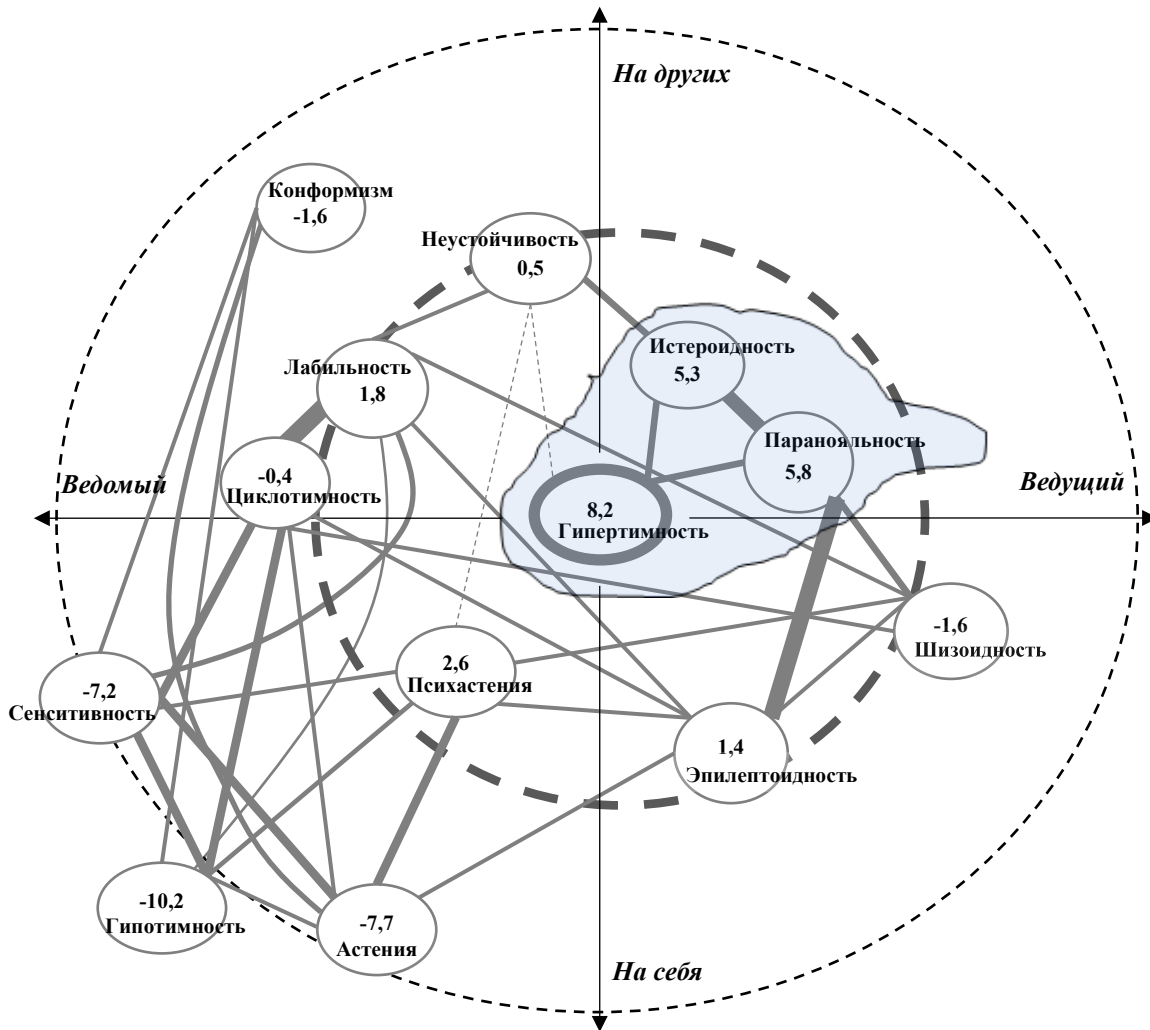 На других
Конформизм
-1,6
Неустойчивость
0,5
Истероидность
5,3
Лабильность
1,8
Паранояльность
5,8
-0,4
Циклотимность
Ведомый
Ведущий
8,2
Гипертимность
-1,6
Шизоидность
2,6
Психастения
-7,2
Сенситивность
1,4
Эпилептоидность
-10,2
Гипотимность
-7,7
Астения
На себя